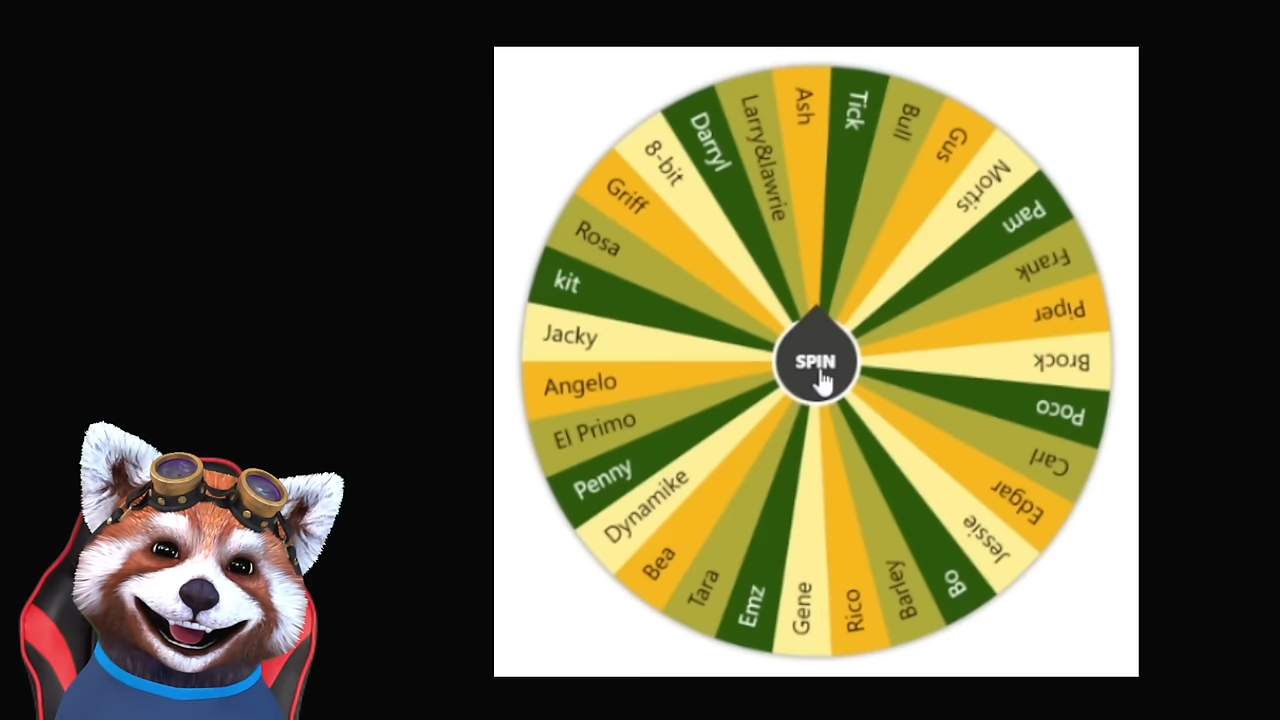 Ash
Tick
Bull
Gus
Mortis
Pam
Frank
Piper
Brock
Poco
Carl
Edgar
Jessie
Bo
Barley
Rico
Gene
Emz
Tara
Bea
Dynamike
Penny
El Primo
Angelo
Jacky
kit
Rosa
Griff
8-bit
Darryl
Larry&lawrie
SPIN